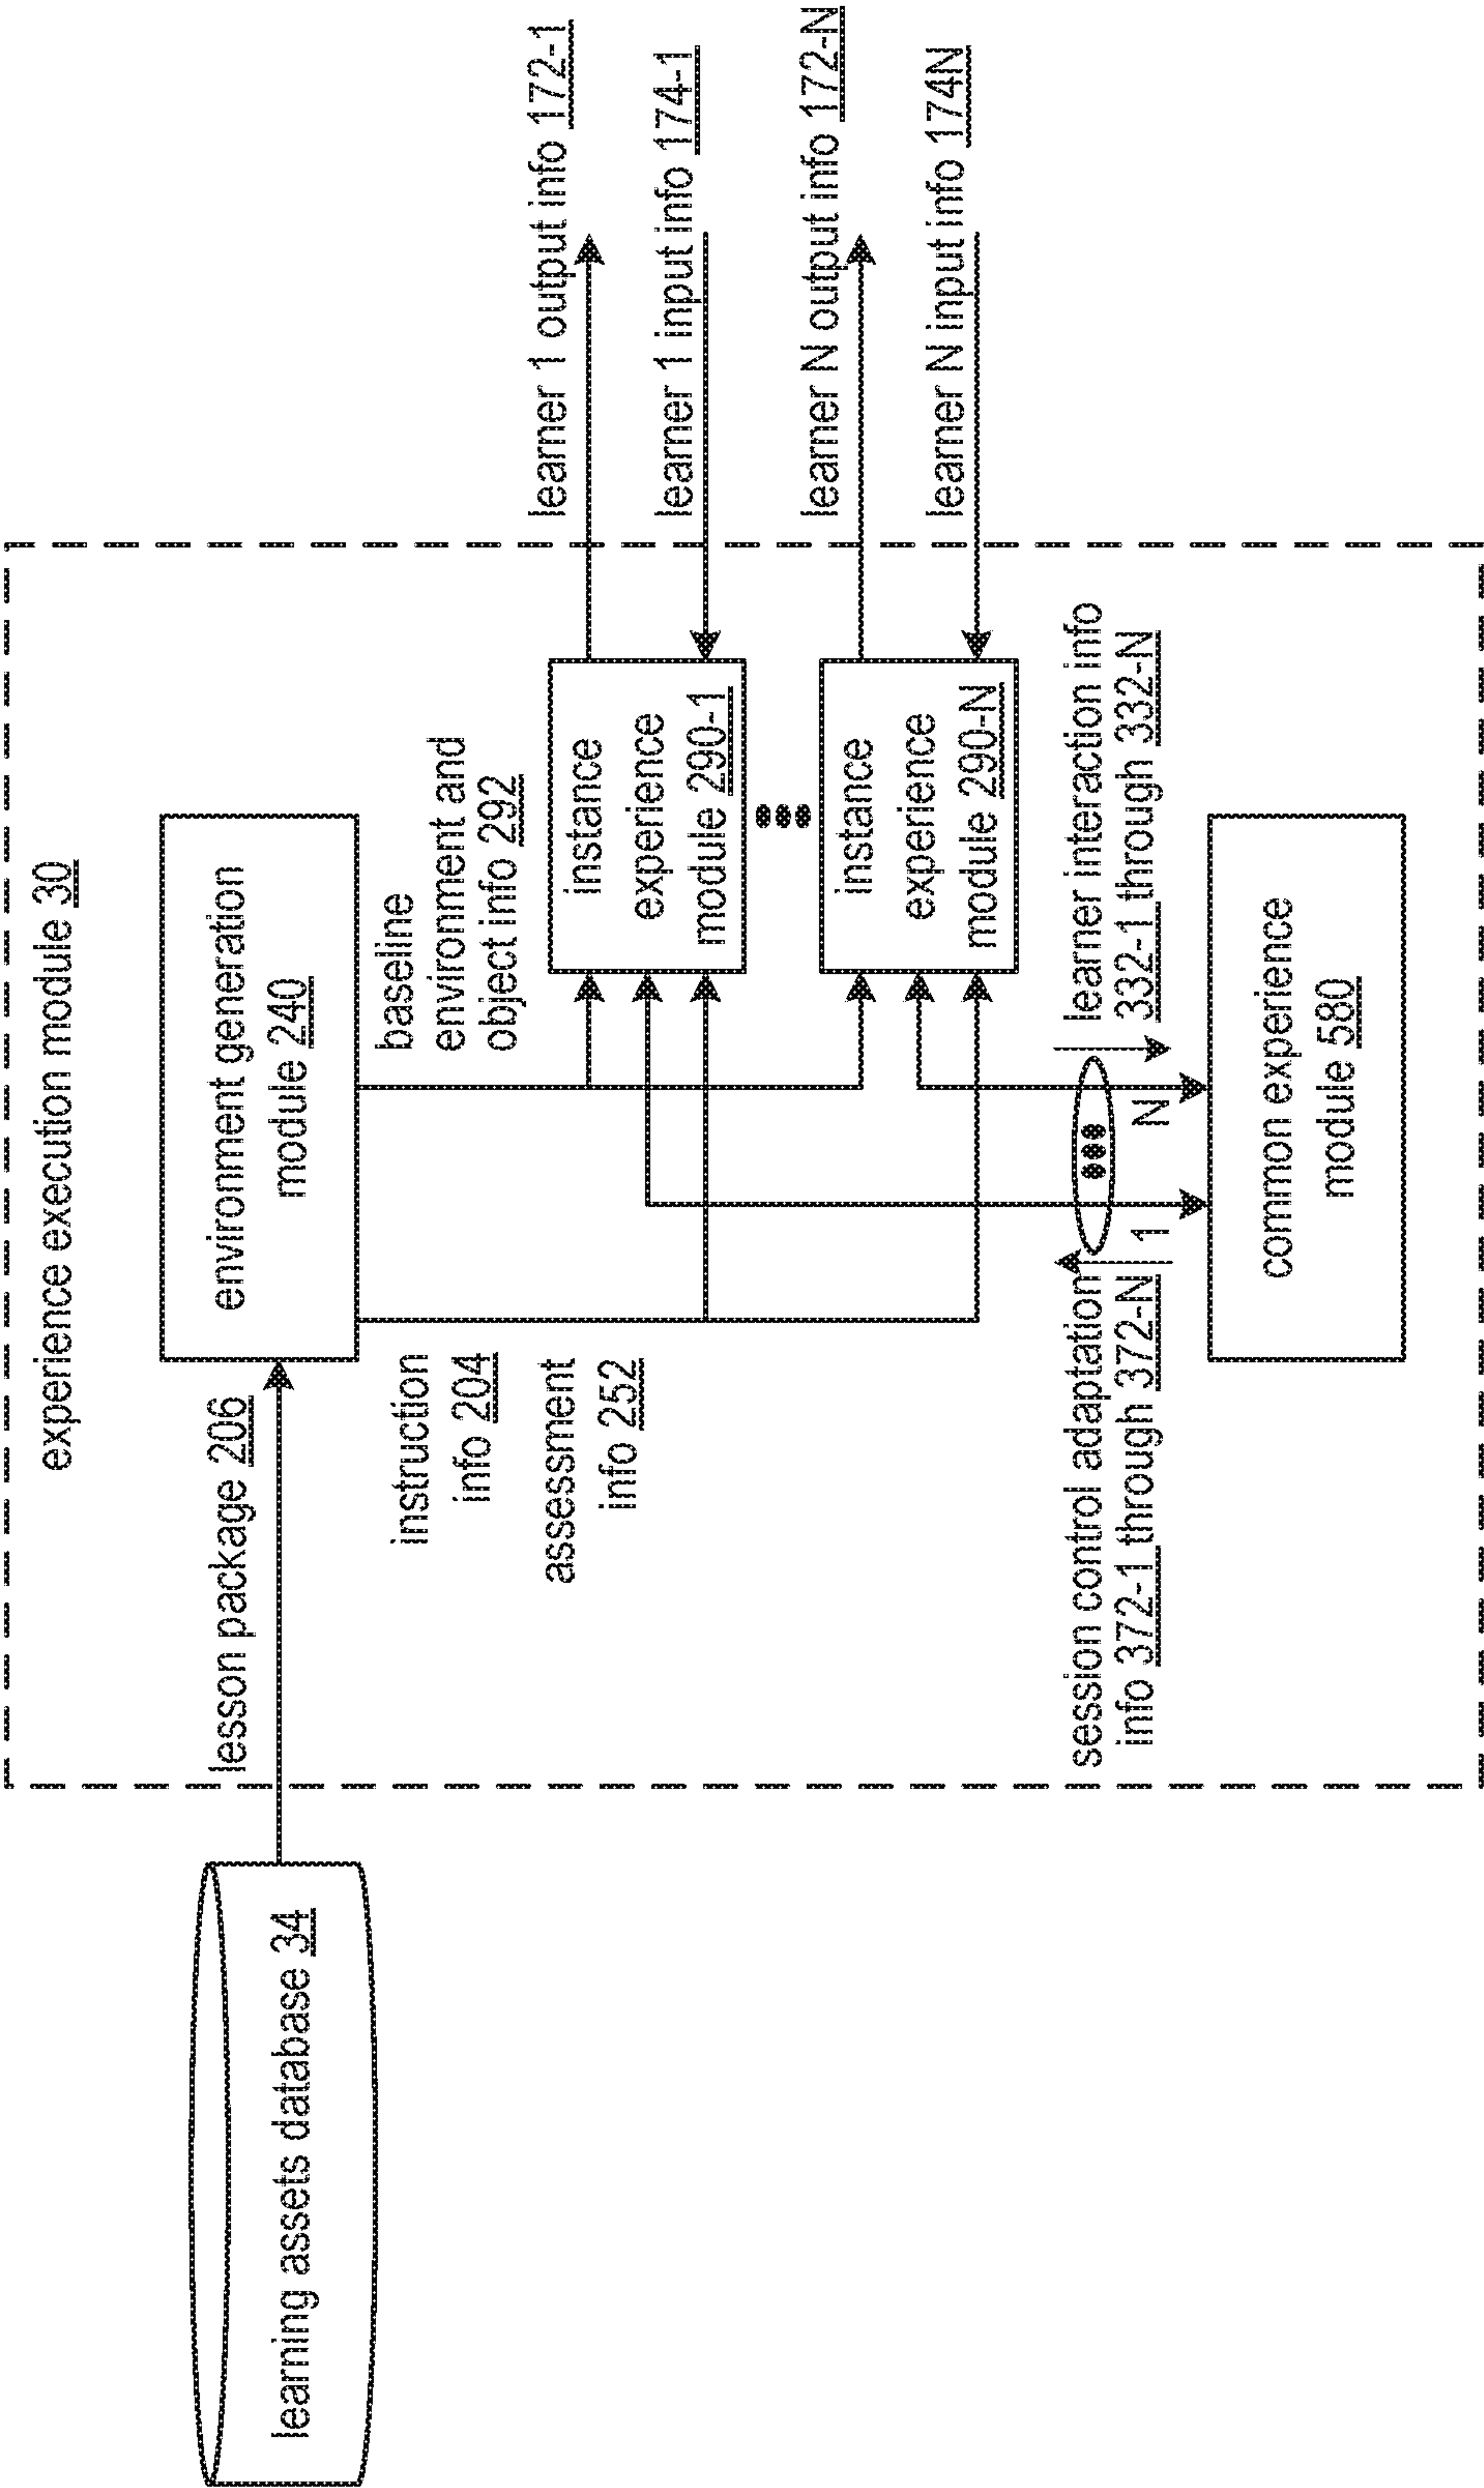 experience execution module 30
learning assets database 34
lesson package 206
environment generation
module 240
instruction
info 204
assessment
info 252
baseline
environment and
object info 292
instance
experience
module 290-1
learner 1 output info 172-1
learner 1 input info 174-1
instance
experience
module 290-N
learner N output info 172-N
learner N input info 174N
session control adaptation
info 372-1 through 372-N
1
N
learner interaction info
332-1 through 332-N
common experience
module 580